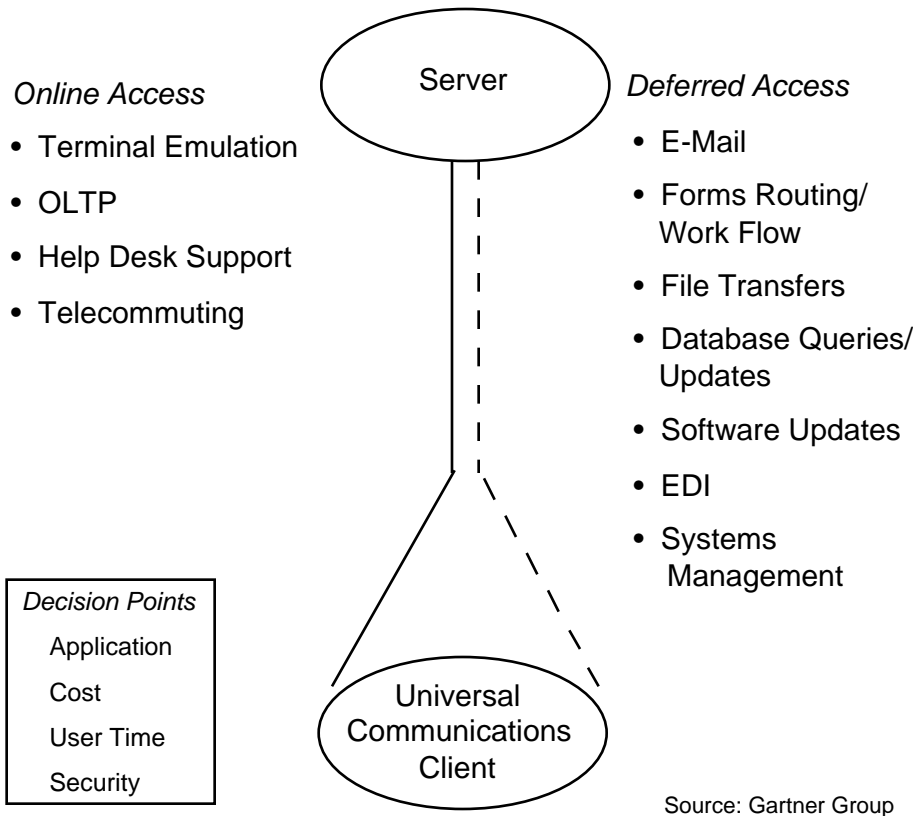 Server
Online Access
• Terminal Emulation
• OLTP
• Help Desk Support
• Telecommuting
Deferred Access
• E-Mail
• Forms Routing/
Work Flow
• File Transfers
• Database Queries/
Updates
• Software Updates
• EDI
• Systems
Management
Decision Points
Application
Cost
User Time
Security
Universal
Communications
Client
Source: Gartner Group